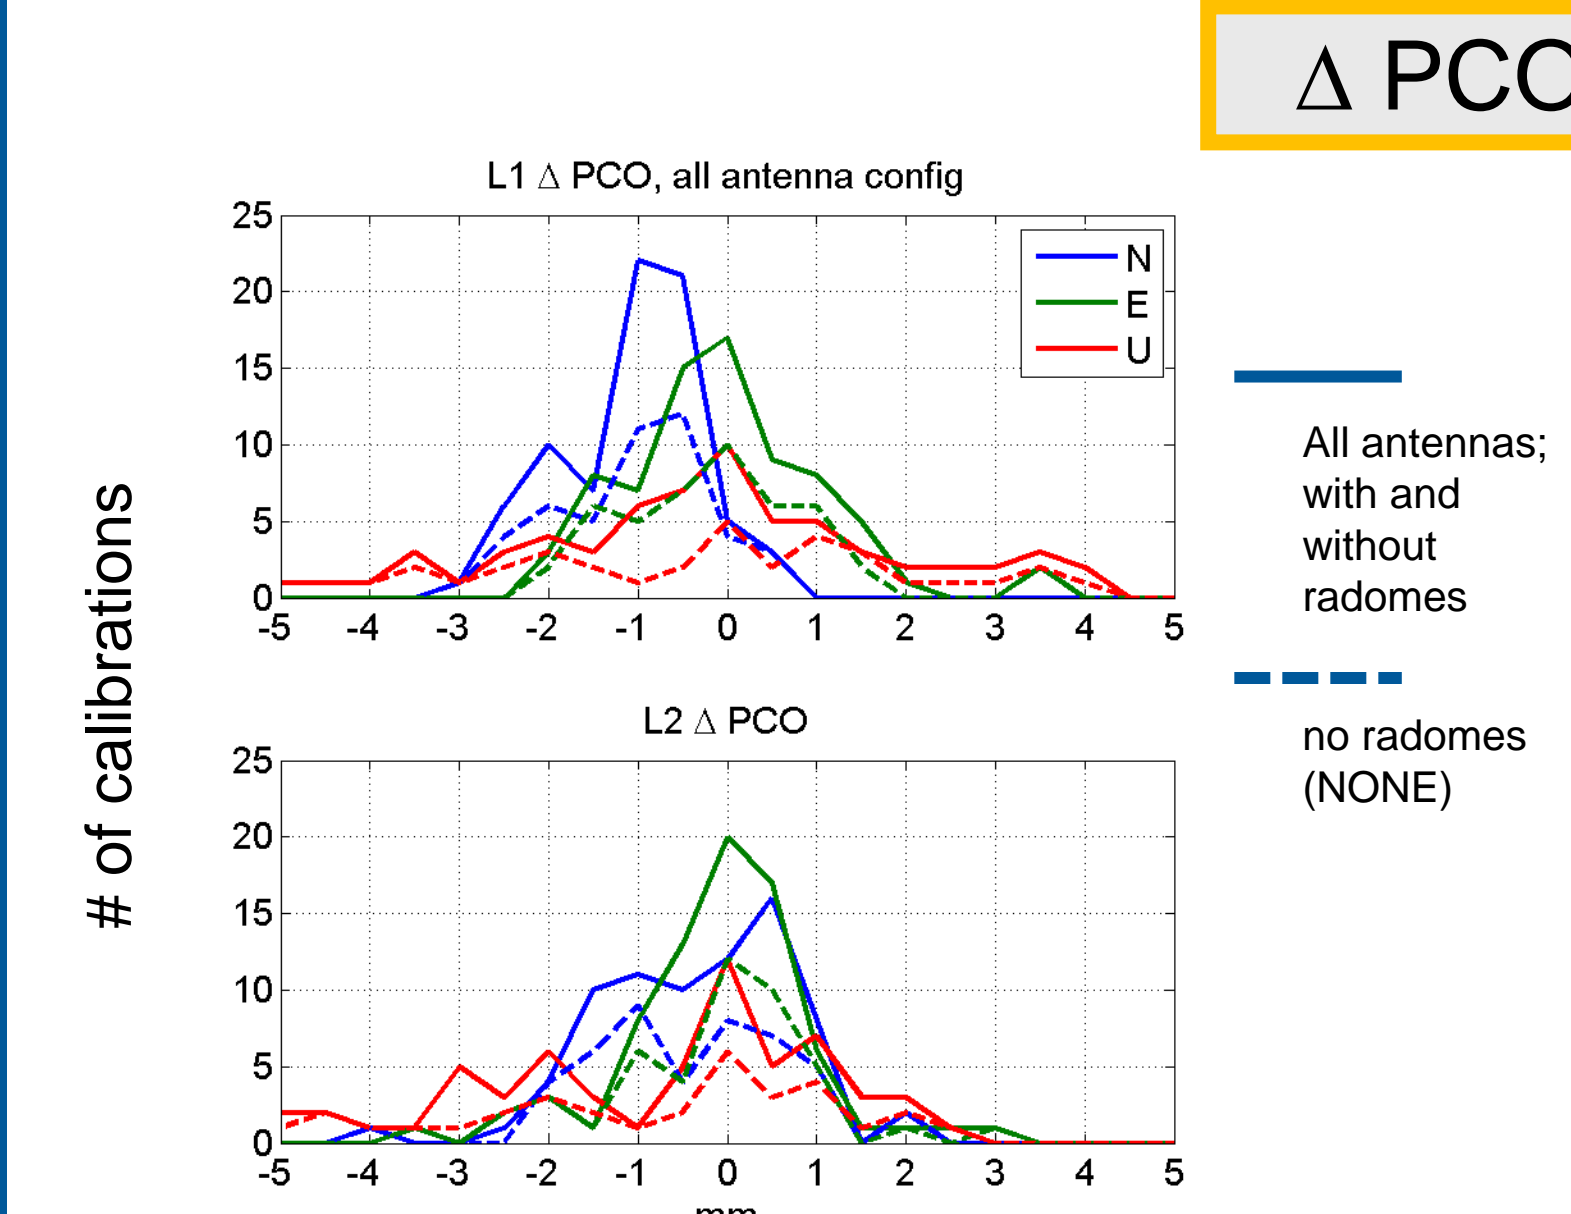 Δ PCO
L1 Δ PCO, all antenna config
25
20
15
10
5
0
-5 -4 -3 -2 -1 0 1 2 3 4 5
N
E
U
# of calibrations
All antennas;
with and
without
radomes
no radomes
(NONE)
L2 Δ PCO
25
20
15
10
5
0
-5 -4 -3 -2 -1 0 1 2 3 4 5
mm